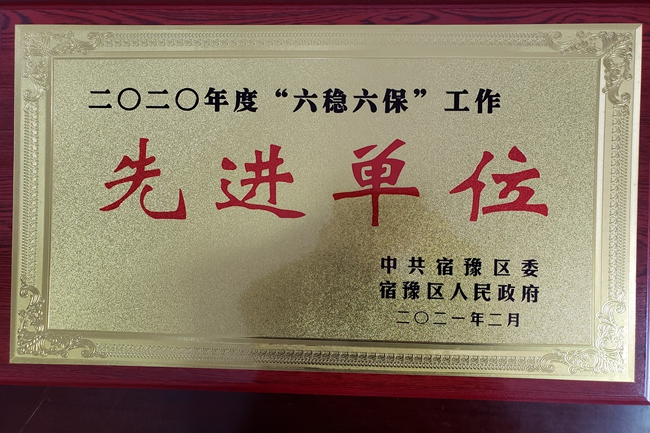 二〇二〇年度“六稳六保”工作
先进单位
中共宿豫区委
宿豫区人民政府
二〇二一年二月